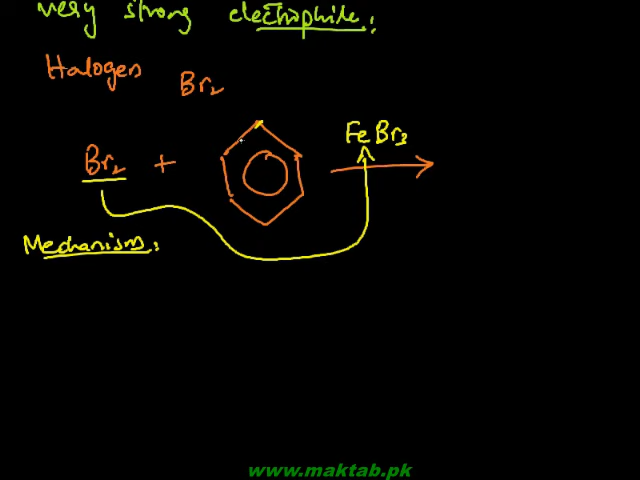 very strong electrophile:
Halogen Br2
Br2 + FeBr3
Mechanism:
www.maktab.pk